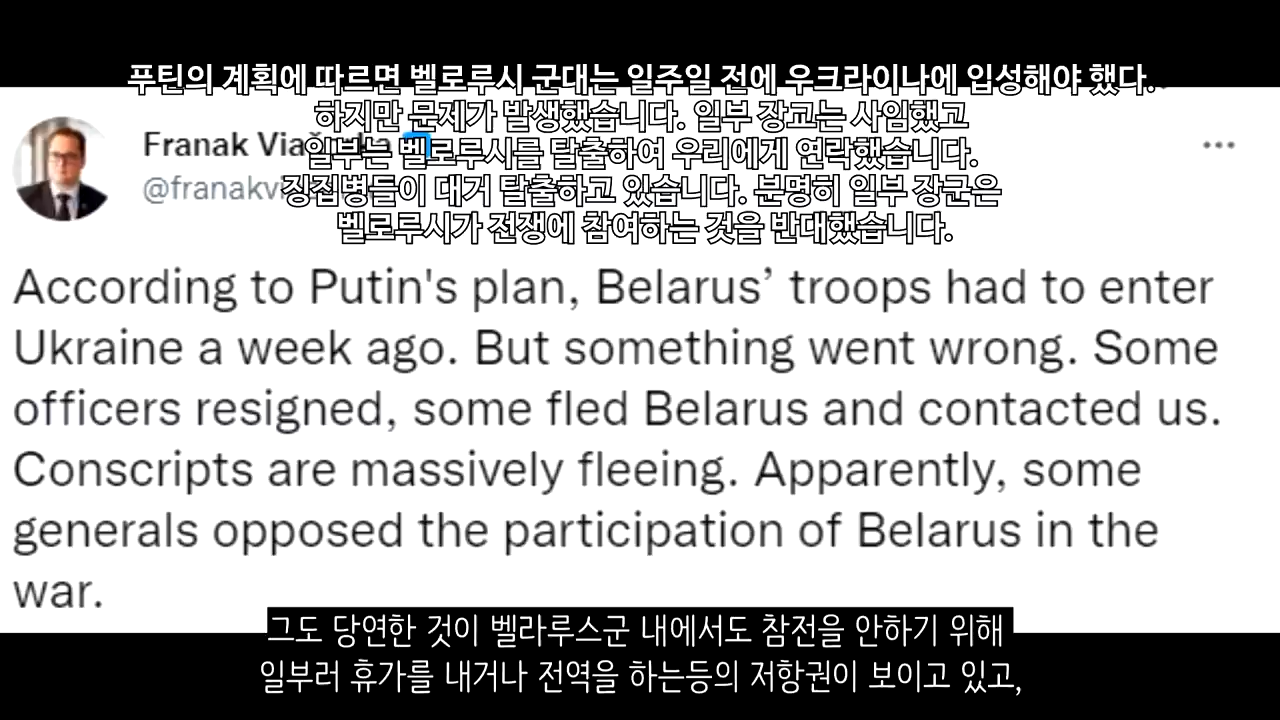 푸틴의 계획에 따르면 벨로루시 군대는 일주일 전에 우크라이나에 입성해야 했다.
하지만 문제가 발생했습니다. 일부 장교는 사임했고
일부는 벨로루시를 탈출하여 우리에게 연락했습니다.
징집병들이 대거 탈출하고 있습니다. 분명히 일부 장군은
벨로루시가 전쟁에 참여하는 것을 반대했습니다.
Franak
@franakvi
According to Putin's plan, Belarus’ troops had to enter
Ukraine a week ago. But something went wrong. Some
officers resigned, some fled Belarus and contacted us.
Conscripts are massively fleeing. Apparently, some
generals opposed the participation of Belarus in the
war.
그도 당연한 것이 벨라루스군 내에서도 참전을 안하기 위해
일부러 휴가를 내거나 전역을 하는등의 저항권이 보이고 있고,